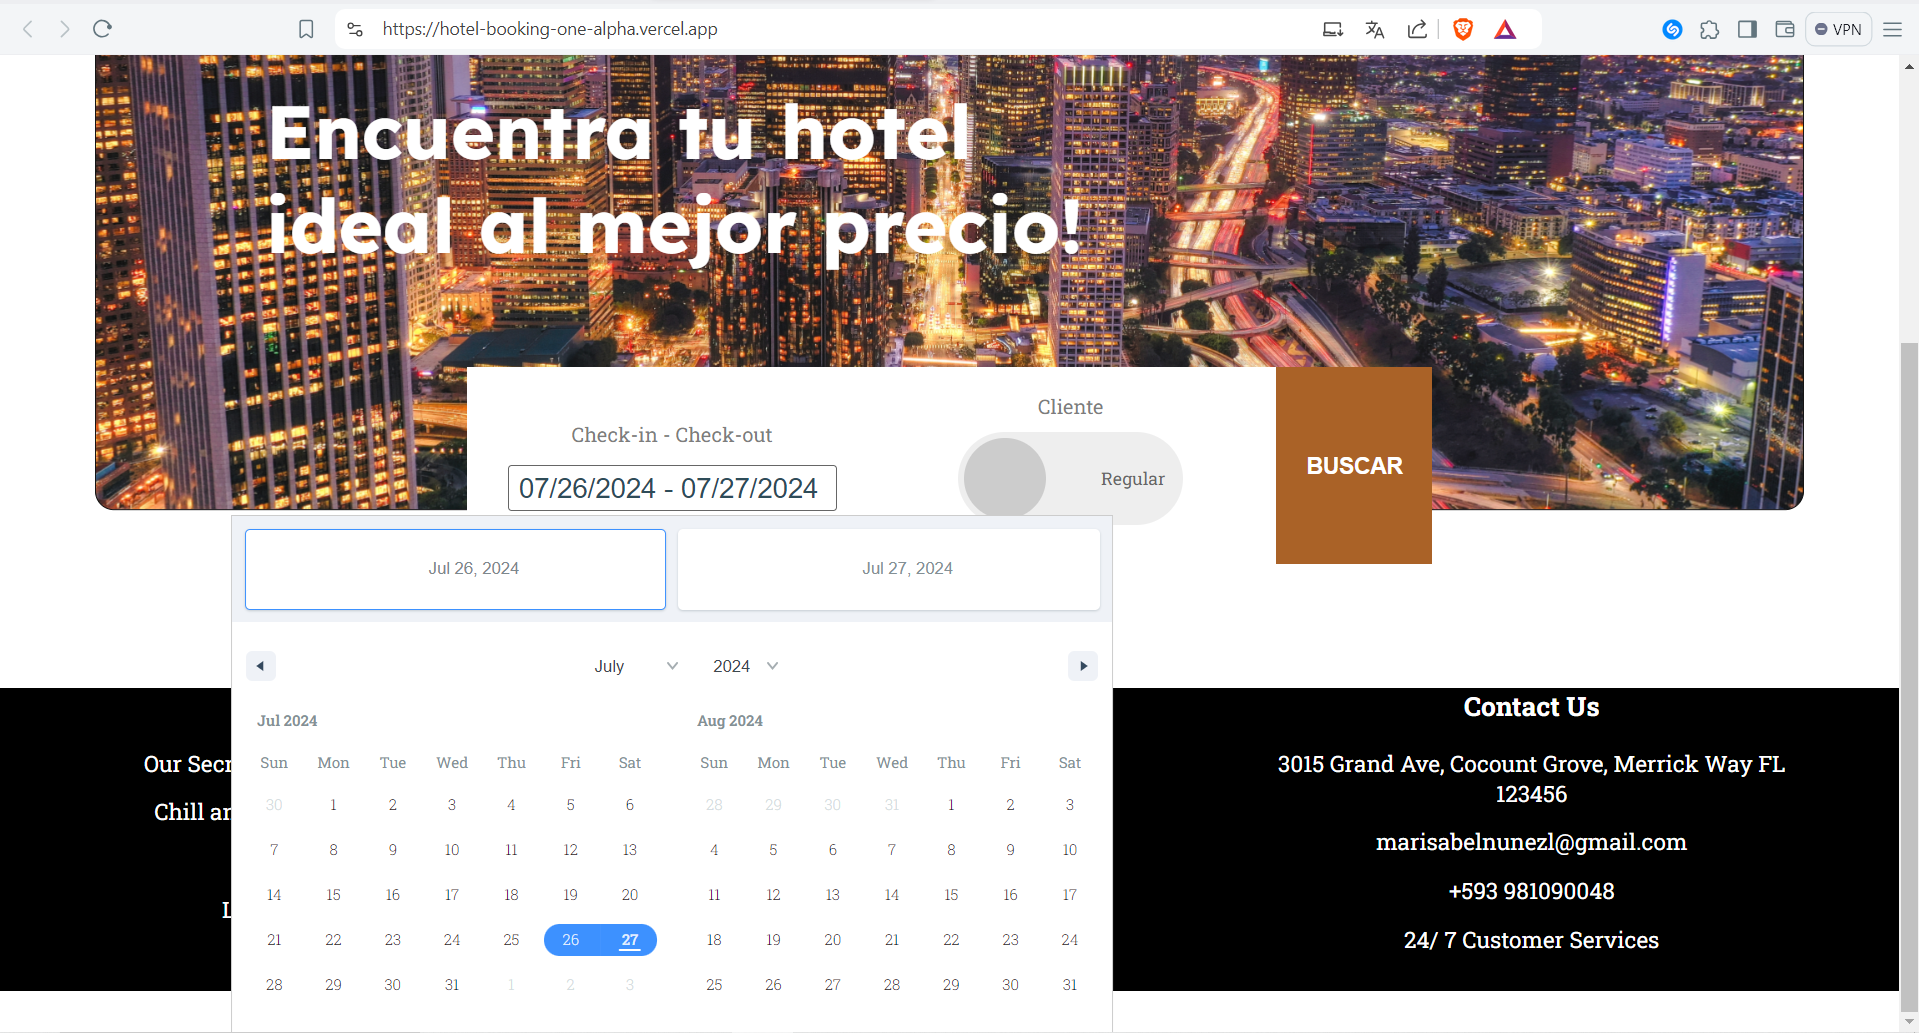 https://hotel-booking-one-alpha.vercel.app
VPN
Encuentra tu hotel
ideal al mejor precio!
Check-in - Check-out
07/26/2024 - 07/27/2024
Cliente
Regular
BUSCAR
Jul 26, 2024
Jul 27, 2024
July 2024
Jul 2024
Sun Mon Tue Wed Thu Fri Sat
30 1 2 3 4 5 6
7 8 9 10 11 12 13
14 15 16 17 18 19 20
21 22 23 24 25 26 27
28 29 30 31 1 2 3
Aug 2024
Sun Mon Tue Wed Thu Fri Sat
28 29 30 31 1 2 3
4 5 6 7 8 9 10
11 12 13 14 15 16 17
18 19 20 21 22 23 24
25 26 27 28 29 30 31
Our Secr
Chill an
L
Contact Us
3015 Grand Ave, Cocount Grove, Merrick Way FL
123456
marisabelnunezl@gmail.com
+593 981090048
24/ 7 Customer Services